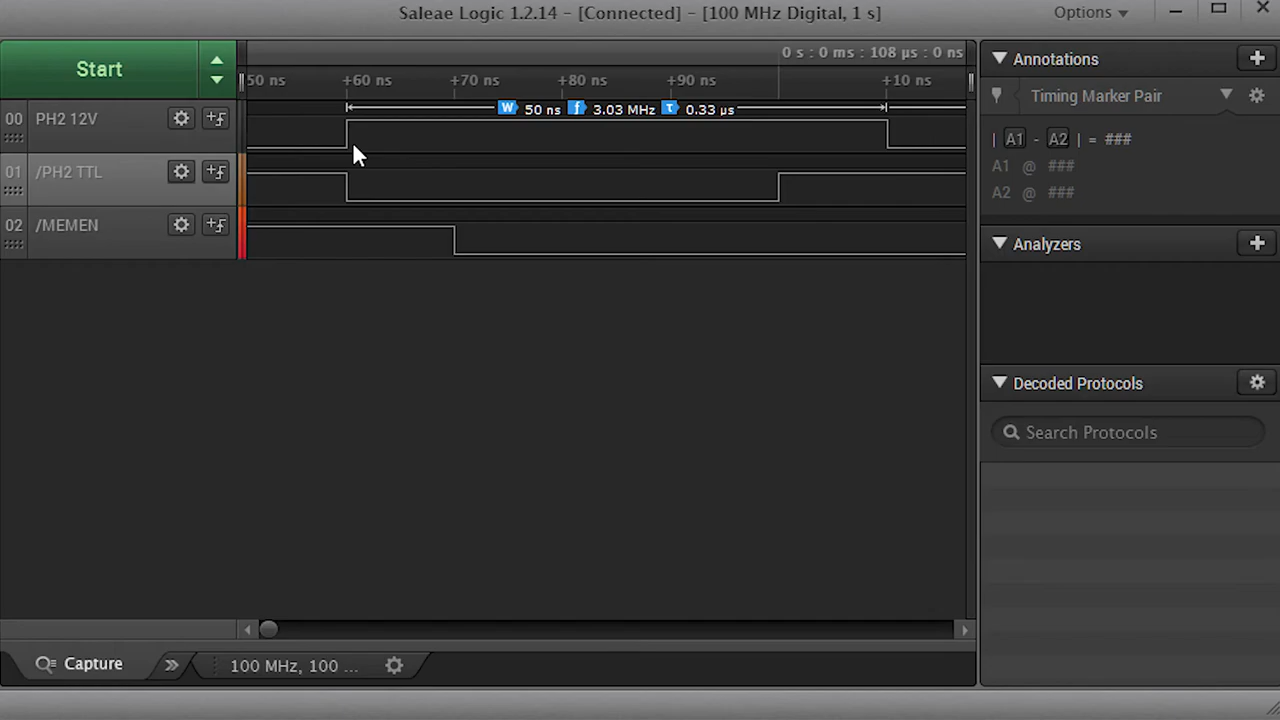 Saleae Logic 1.2.14 - [Connected] - [100 MHz Digital, 1 s]
Options
Start
0 s : 0 ms : 108 µs : 0 ns
50 ns +60 ns +70 ns +80 ns +90 ns +10 ns
00 PH2 12V
W 50 ns f 3.03 MHz T 0.33 µs
01 /PH2 TTL
02 /MEMEN
Annotations
Timing Marker Pair
| A1 - A2 | = ###
A1 @ ###
A2 @ ###
Analyzers
Decoded Protocols
Search Protocols
Capture
100 MHz, 100 ...